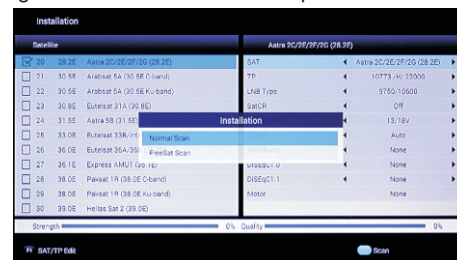 Installation
Satellite
Astra 2C/2E/2F/2G (28.2E)
20 28.2E Astra 2C/2E/2F/2G (28.2E)
SAT Astra 2C/2E/2F/2G (28.2E)
21 30.5E Arabsat 5A (30.5E C-band)
TP 10773 /H/ 22000
22 30.5E Arabsat 5A (30.5E Ku-band)
LNB Type 9750/10600
23 30.8E Eutelsat 31A (30.8E)
SatCR Off
24 31.5E Astra 5B (31.5E)
13/18V
Installation
25 33.0E Eutelsat 33B/Int
Auto
Normal Scan
26 36.0E Eutelsat 36A/36
None
FreeSat Scan
27 36.1E Express AMU1 (36.1E)
DiSEqC1.0 None
28 38.0E Paksat 1R (38.0E C-band)
DiSEqC1.1 None
29 38.0E Paksat 1R (38.0E Ku-band)
Motor None
30 39.0E Hellas Sat 2 (39.0E)
Strength 0% Quality 0%
SAT/TP Edit
Scan